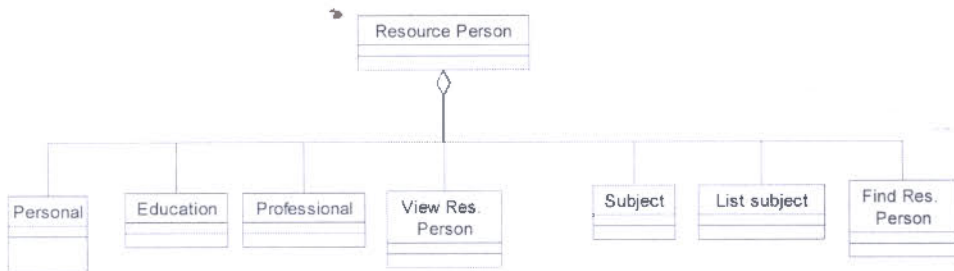 Resource Person
Personal
Education
Professional
View Res.
Person
Subject
List subject
Find Res.
Person